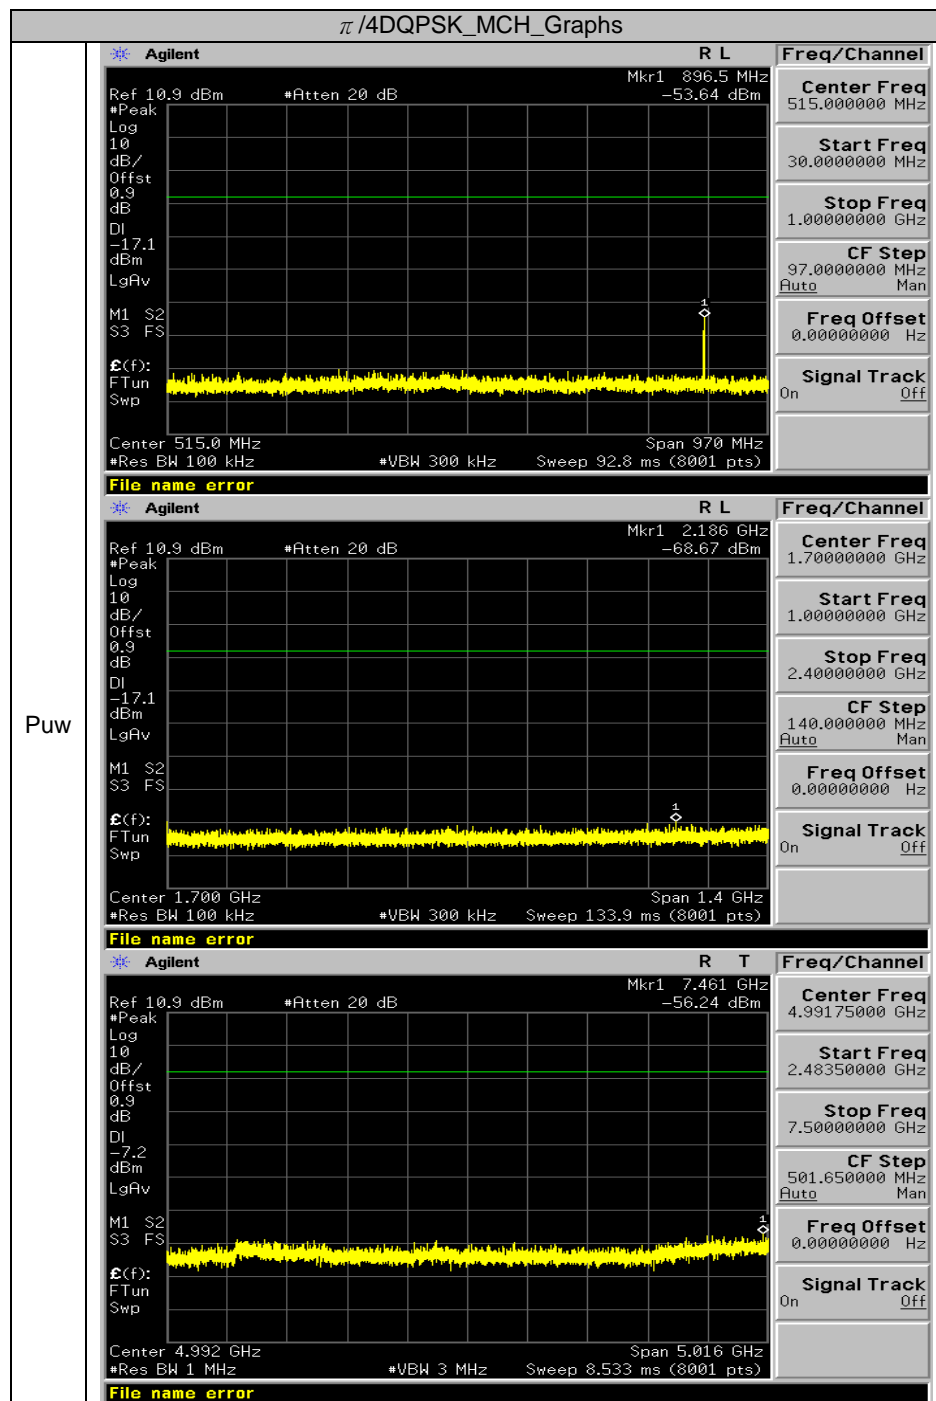 π/4DQPSK_MCH_Graphs
Puw
Agilent R L Freq/Channel
Mkr1 896.5 MHz
Ref 10.9 dBm #Atten 20 dB -53.64 dBm
#Peak
Log
10
dB/
Offst
0.9
dB
DI
-17.1
dBm
LgAv
M1 S2
S3 FS
£(f):
FTun
Swp
1
Center 515.0 MHz Span 970 MHz
#Res BW 100 kHz #VBW 300 kHz Sweep 92.8 ms (8001 pts)
Center Freq
515.000000 MHz
Start Freq
30.0000000 MHz
Stop Freq
1.00000000 GHz
CF Step
97.0000000 MHz
Auto Man
Freq Offset
0.00000000 Hz
Signal Track
On Off
File name error
Agilent R L Freq/Channel
Mkr1 2.186 GHz
Ref 10.9 dBm #Atten 20 dB -68.67 dBm
#Peak
Log
10
dB/
Offst
0.9
dB
DI
-17.1
dBm
LgAv
M1 S2
S3 FS
£(f):
FTun
Swp
1
Center 1.700 GHz Span 1.4 GHz
#Res BW 100 kHz #VBW 300 kHz Sweep 133.9 ms (8001 pts)
Center Freq
1.70000000 GHz
Start Freq
1.00000000 GHz
Stop Freq
2.40000000 GHz
CF Step
140.000000 MHz
Auto Man
Freq Offset
0.00000000 Hz
Signal Track
On Off
File name error
Agilent R T Freq/Channel
Mkr1 7.461 GHz
Ref 10.9 dBm #Atten 20 dB -56.24 dBm
#Peak
Log
10
dB/
Offst
0.9
dB
DI
-7.2
dBm
LgAv
M1 S2
S3 FS
£(f):
FTun
Swp
1
Center 4.992 GHz Span 5.016 GHz
#Res BW 1 MHz #VBW 3 MHz Sweep 8.533 ms (8001 pts)
Center Freq
4.99175000 GHz
Start Freq
2.48350000 GHz
Stop Freq
7.50000000 GHz
CF Step
501.650000 MHz
Auto Man
Freq Offset
0.00000000 Hz
Signal Track
On Off
File name error